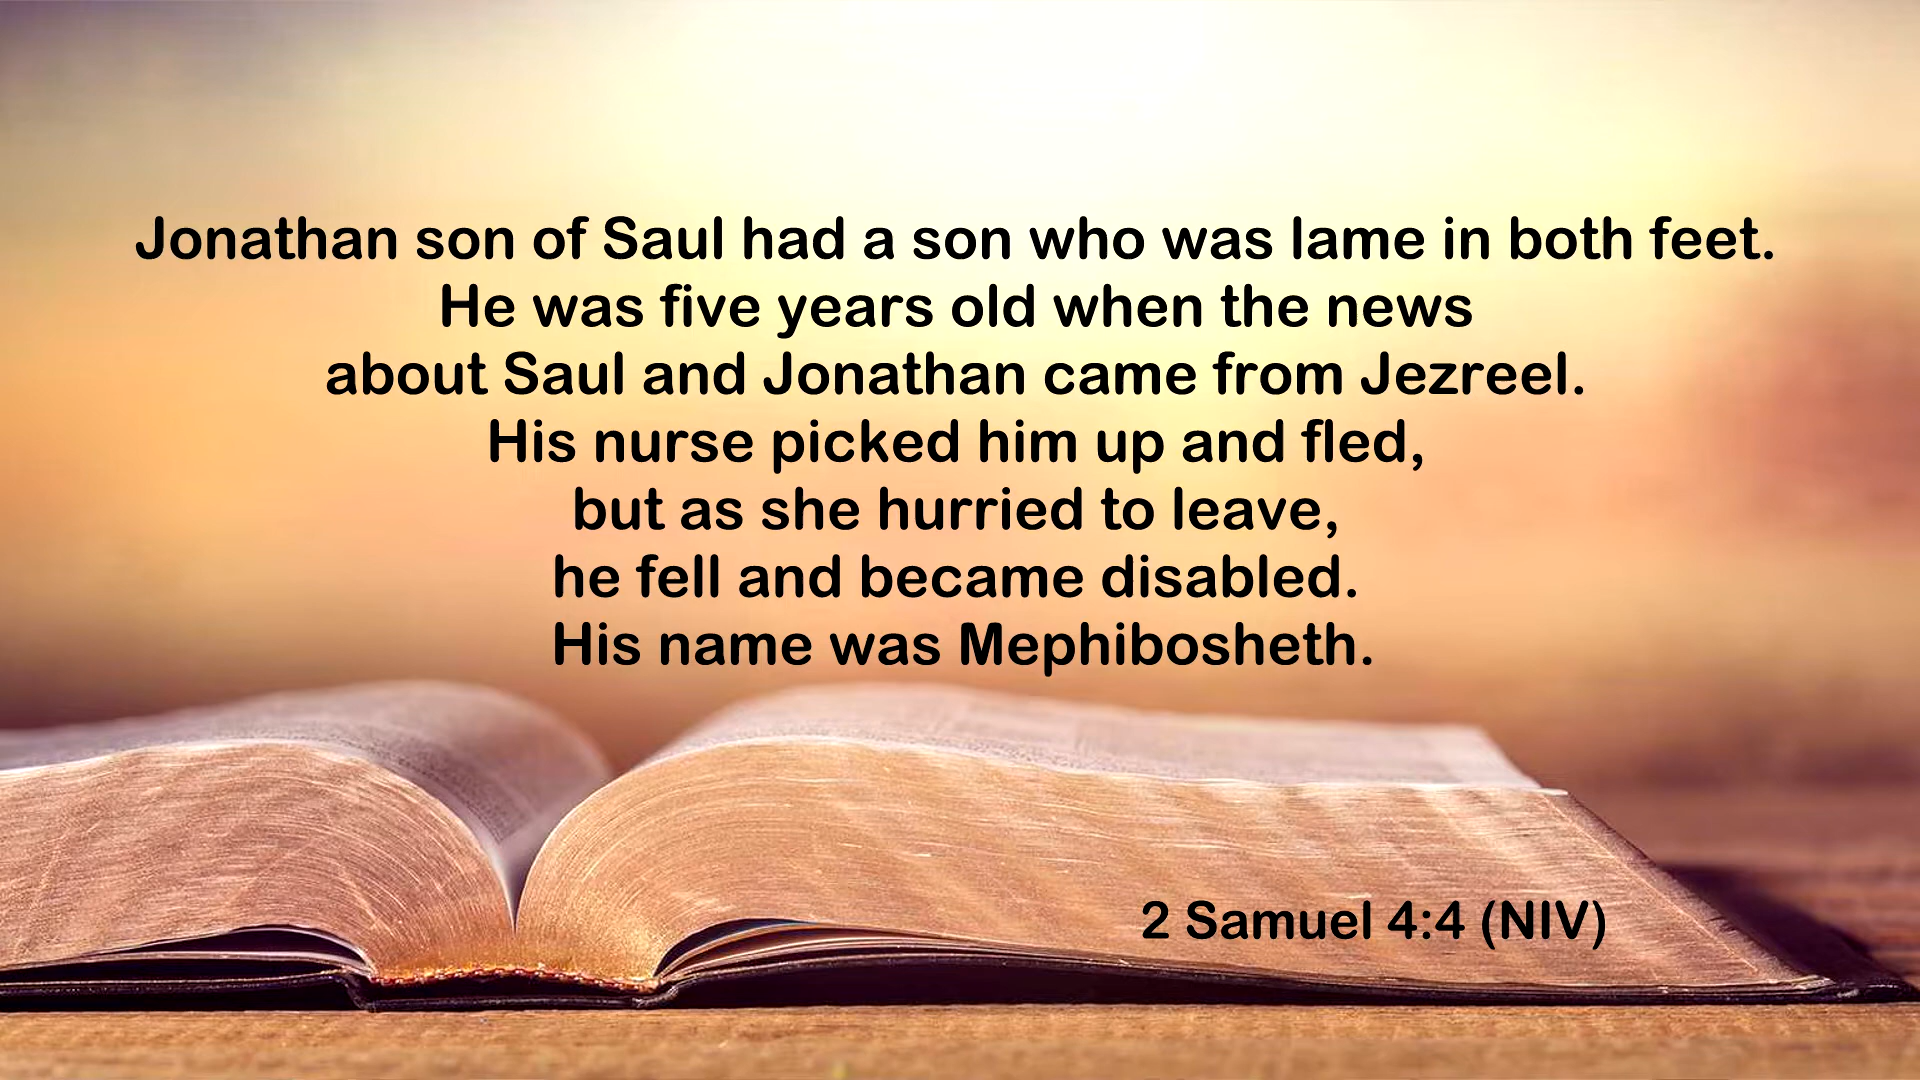 Jonathan son of Saul had a son who was lame in both feet.
He was five years old when the news
about Saul and Jonathan came from Jezreel.
His nurse picked him up and fled,
but as she hurried to leave,
he fell and became disabled.
His name was Mephibosheth.
2 Samuel 4:4 (NIV)